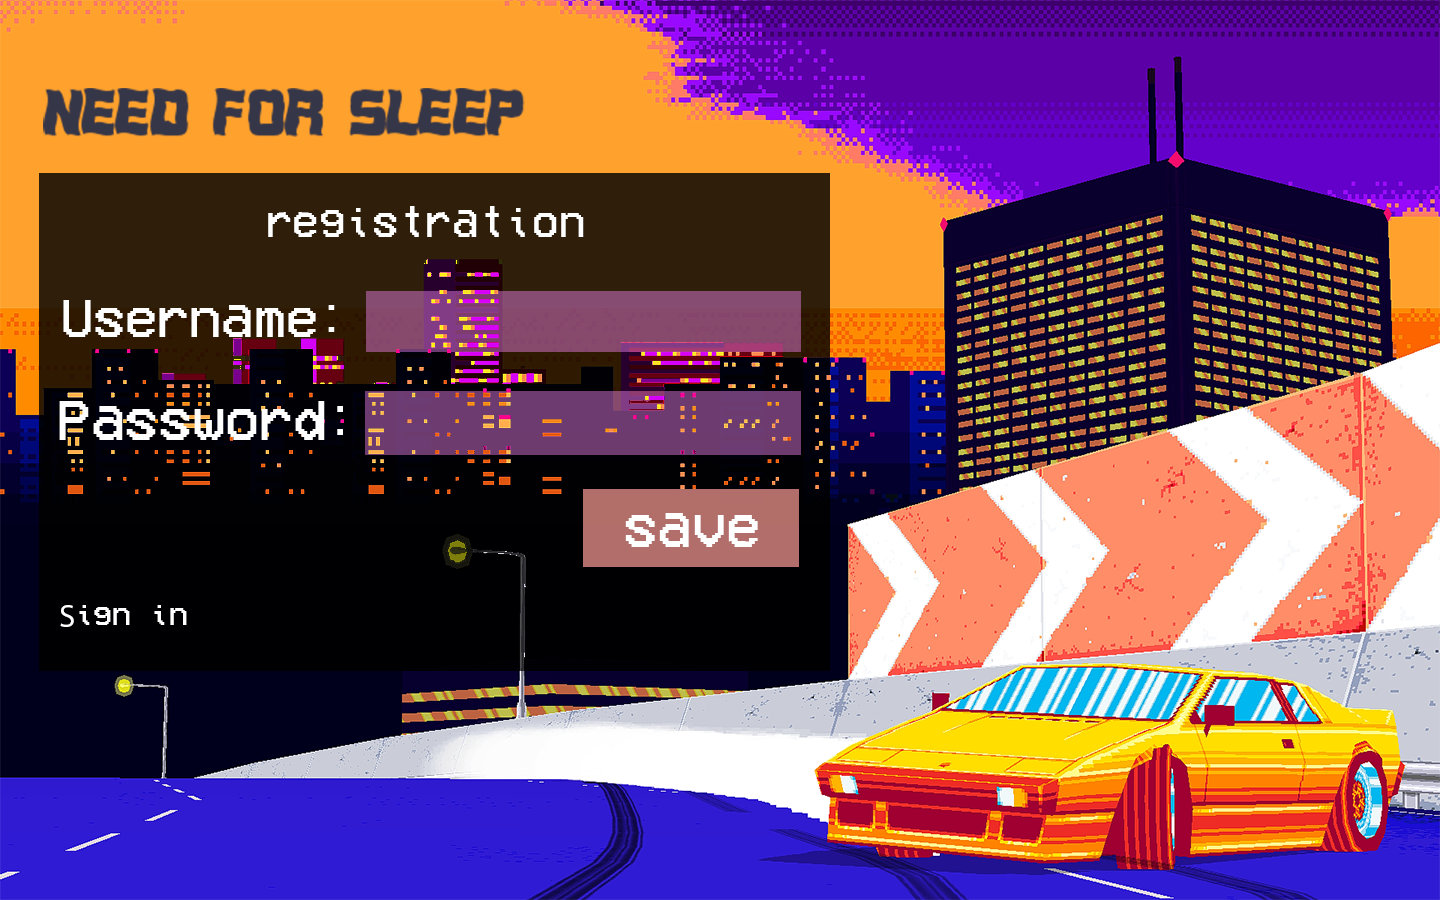 NEED FOR SLEEP
registration
Username:
Password:
save
Sign in